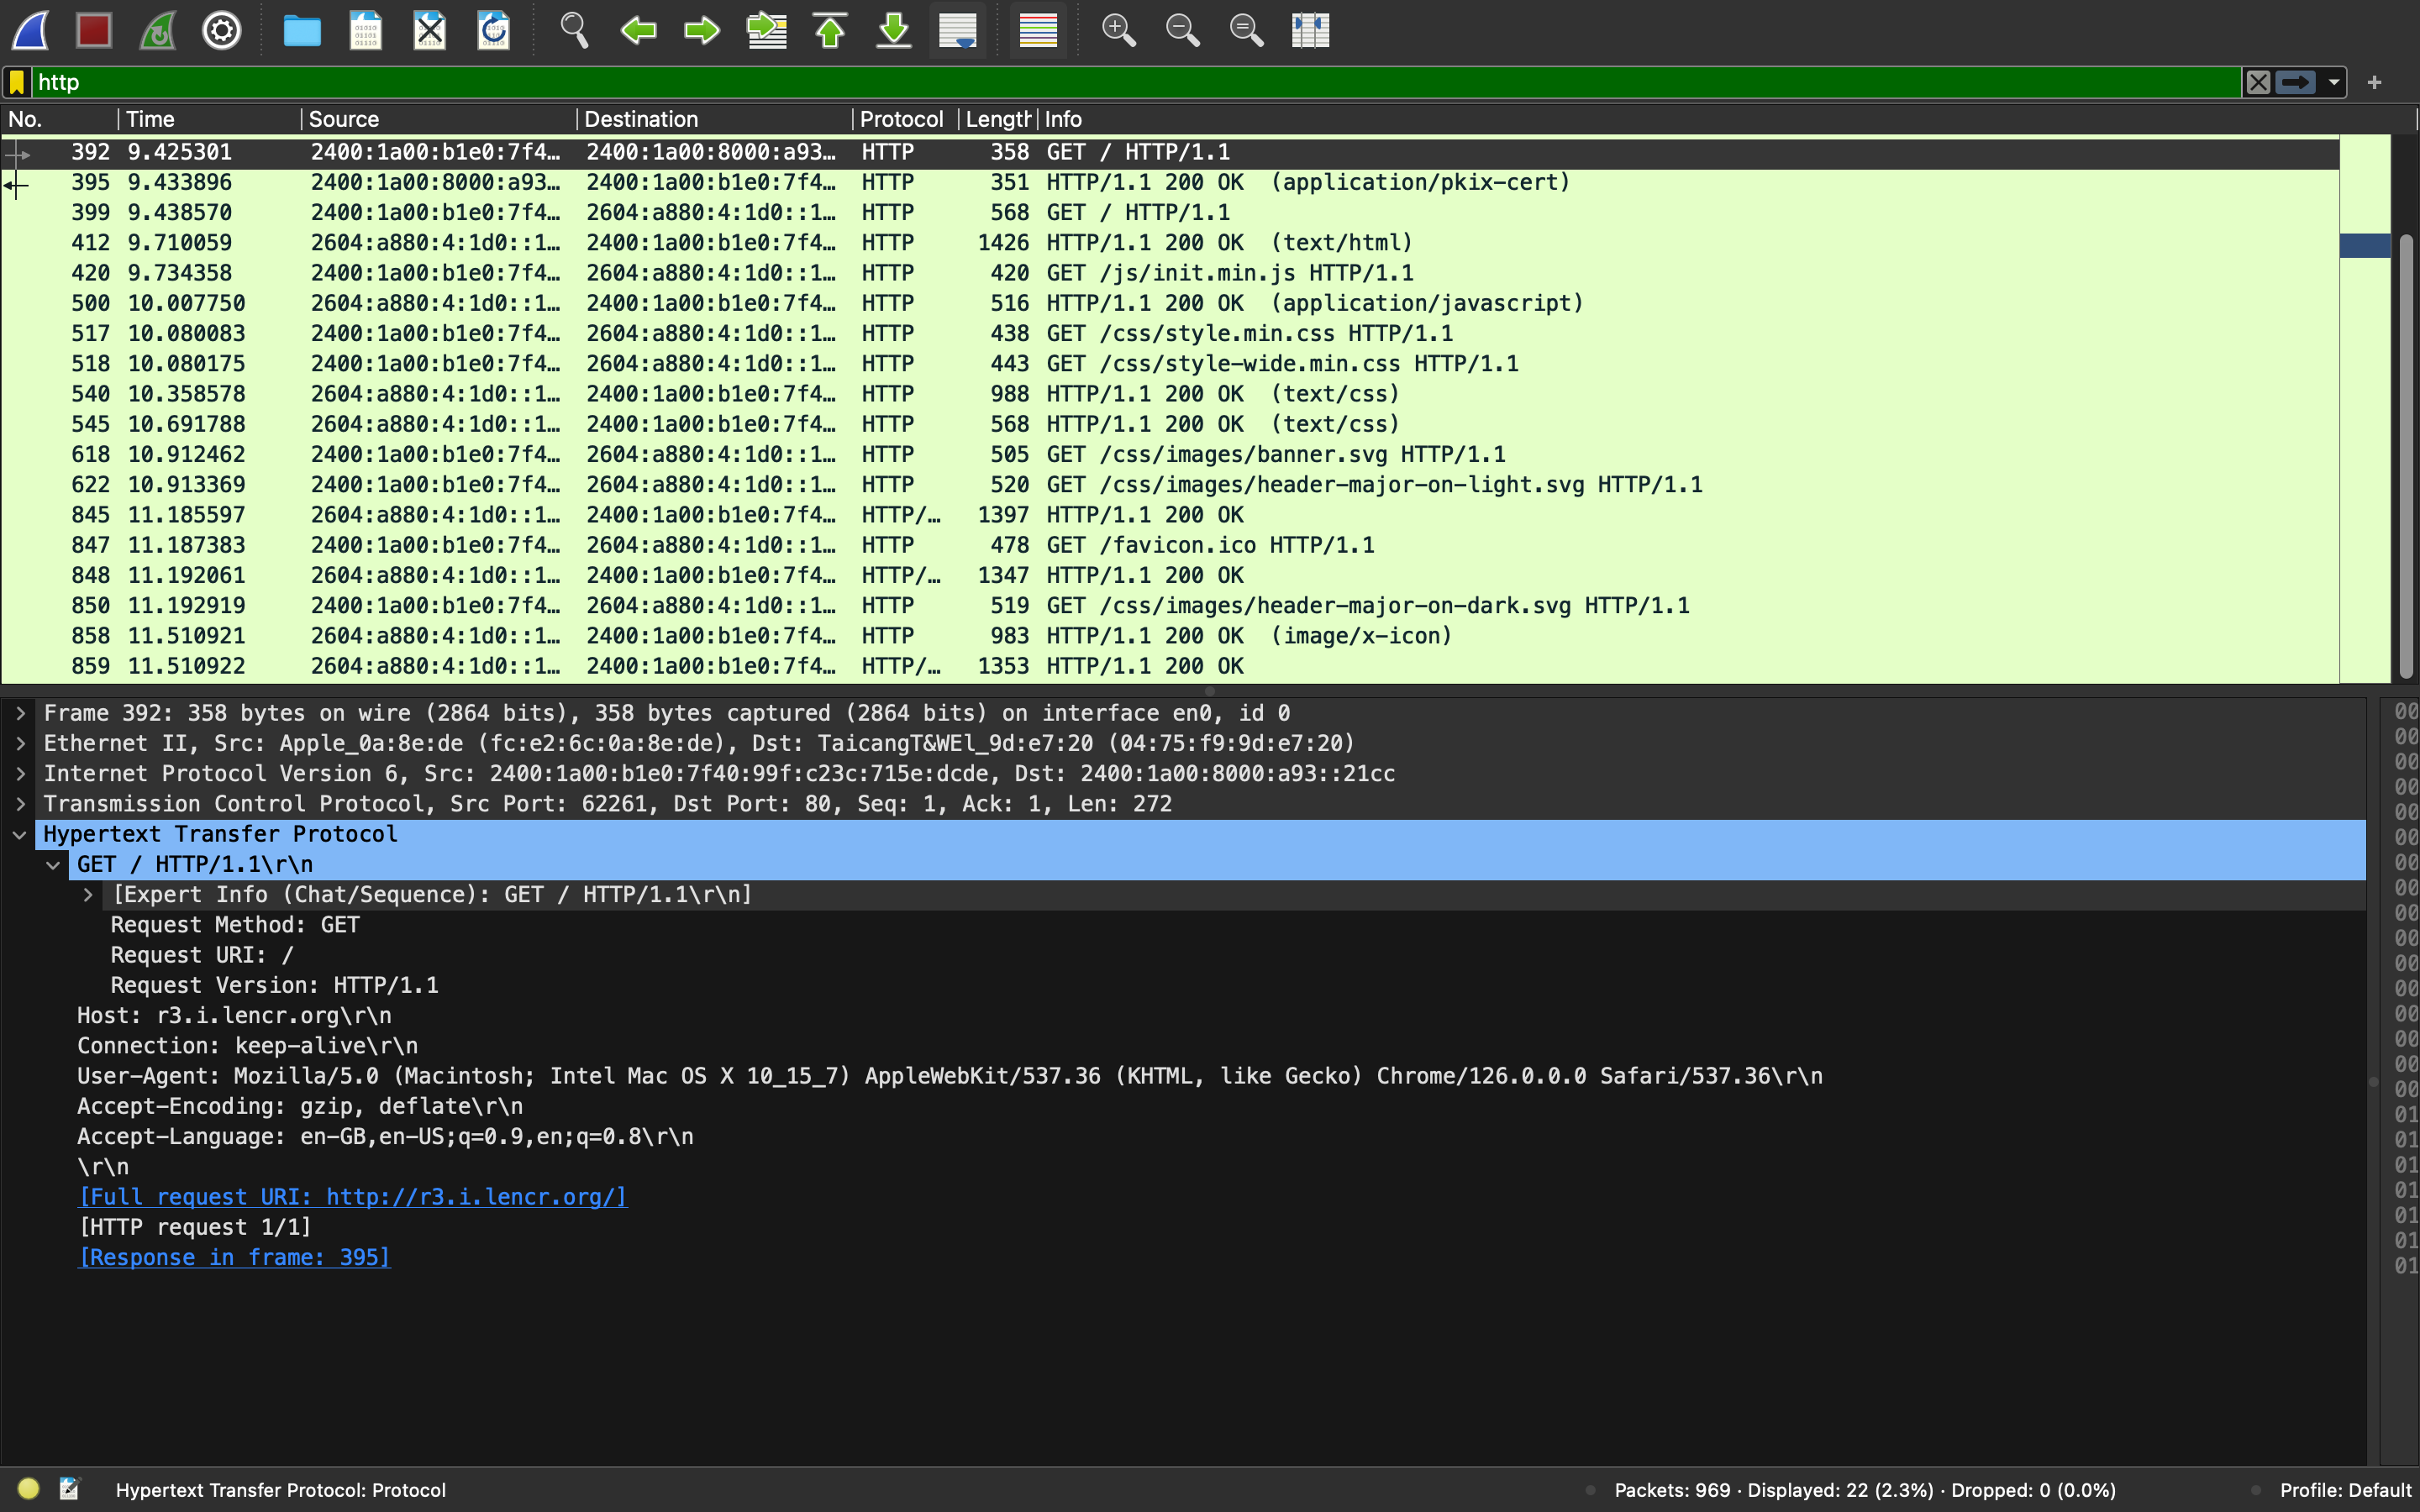 http
No. Time Source Destination Protocol Length Info
392 9.425301 2400:1a00:b1e0:7f4… 2400:1a00:8000:a93… HTTP 358 GET / HTTP/1.1
395 9.433896 2400:1a00:8000:a93… 2400:1a00:b1e0:7f4… HTTP 351 HTTP/1.1 200 OK (application/pkix-cert)
399 9.438570 2400:1a00:b1e0:7f4… 2604:a880:4:1d0::1… HTTP 568 GET / HTTP/1.1
412 9.710059 2604:a880:4:1d0::1… 2400:1a00:b1e0:7f4… HTTP 1426 HTTP/1.1 200 OK (text/html)
420 9.734358 2400:1a00:b1e0:7f4… 2604:a880:4:1d0::1… HTTP 420 GET /js/init.min.js HTTP/1.1
500 10.007750 2604:a880:4:1d0::1… 2400:1a00:b1e0:7f4… HTTP 516 HTTP/1.1 200 OK (application/javascript)
517 10.080083 2400:1a00:b1e0:7f4… 2604:a880:4:1d0::1… HTTP 438 GET /css/style.min.css HTTP/1.1
518 10.080175 2400:1a00:b1e0:7f4… 2604:a880:4:1d0::1… HTTP 443 GET /css/style-wide.min.css HTTP/1.1
540 10.358578 2604:a880:4:1d0::1… 2400:1a00:b1e0:7f4… HTTP 988 HTTP/1.1 200 OK (text/css)
545 10.691788 2604:a880:4:1d0::1… 2400:1a00:b1e0:7f4… HTTP 568 HTTP/1.1 200 OK (text/css)
618 10.912462 2400:1a00:b1e0:7f4… 2604:a880:4:1d0::1… HTTP 505 GET /css/images/banner.svg HTTP/1.1
622 10.913369 2400:1a00:b1e0:7f4… 2604:a880:4:1d0::1… HTTP 520 GET /css/images/header-major-on-light.svg HTTP/1.1
845 11.185597 2604:a880:4:1d0::1… 2400:1a00:b1e0:7f4… HTTP/… 1397 HTTP/1.1 200 OK
847 11.187383 2400:1a00:b1e0:7f4… 2604:a880:4:1d0::1… HTTP 478 GET /favicon.ico HTTP/1.1
848 11.192061 2604:a880:4:1d0::1… 2400:1a00:b1e0:7f4… HTTP/… 1347 HTTP/1.1 200 OK
850 11.192919 2400:1a00:b1e0:7f4… 2604:a880:4:1d0::1… HTTP 519 GET /css/images/header-major-on-dark.svg HTTP/1.1
858 11.510921 2604:a880:4:1d0::1… 2400:1a00:b1e0:7f4… HTTP 983 HTTP/1.1 200 OK (image/x-icon)
859 11.510922 2604:a880:4:1d0::1… 2400:1a00:b1e0:7f4… HTTP/… 1353 HTTP/1.1 200 OK
Frame 392: 358 bytes on wire (2864 bits), 358 bytes captured (2864 bits) on interface en0, id 0
Ethernet II, Src: Apple_0a:8e:de (fc:e2:6c:0a:8e:de), Dst: TaicangT&WEl_9d:e7:20 (04:75:f9:9d:e7:20)
Internet Protocol Version 6, Src: 2400:1a00:b1e0:7f40:99f:c23c:715e:dcde, Dst: 2400:1a00:8000:a93::21cc
Transmission Control Protocol, Src Port: 62261, Dst Port: 80, Seq: 1, Ack: 1, Len: 272
Hypertext Transfer Protocol
GET / HTTP/1.1\r\n
[Expert Info (Chat/Sequence): GET / HTTP/1.1\r\n]
Request Method: GET
Request URI: /
Request Version: HTTP/1.1
Host: r3.i.lencr.org\r\n
Connection: keep-alive\r\n
User-Agent: Mozilla/5.0 (Macintosh; Intel Mac OS X 10_15_7) AppleWebKit/537.36 (KHTML, like Gecko) Chrome/126.0.0.0 Safari/537.36\r\n
Accept-Encoding: gzip, deflate\r\n
Accept-Language: en-GB,en-US;q=0.9,en;q=0.8\r\n
\r\n
[Full request URI: http://r3.i.lencr.org/]
[HTTP request 1/1]
[Response in frame: 395]
Hypertext Transfer Protocol: Protocol
Packets: 969 · Displayed: 22 (2.3%) · Dropped: 0 (0.0%)
Profile: Default